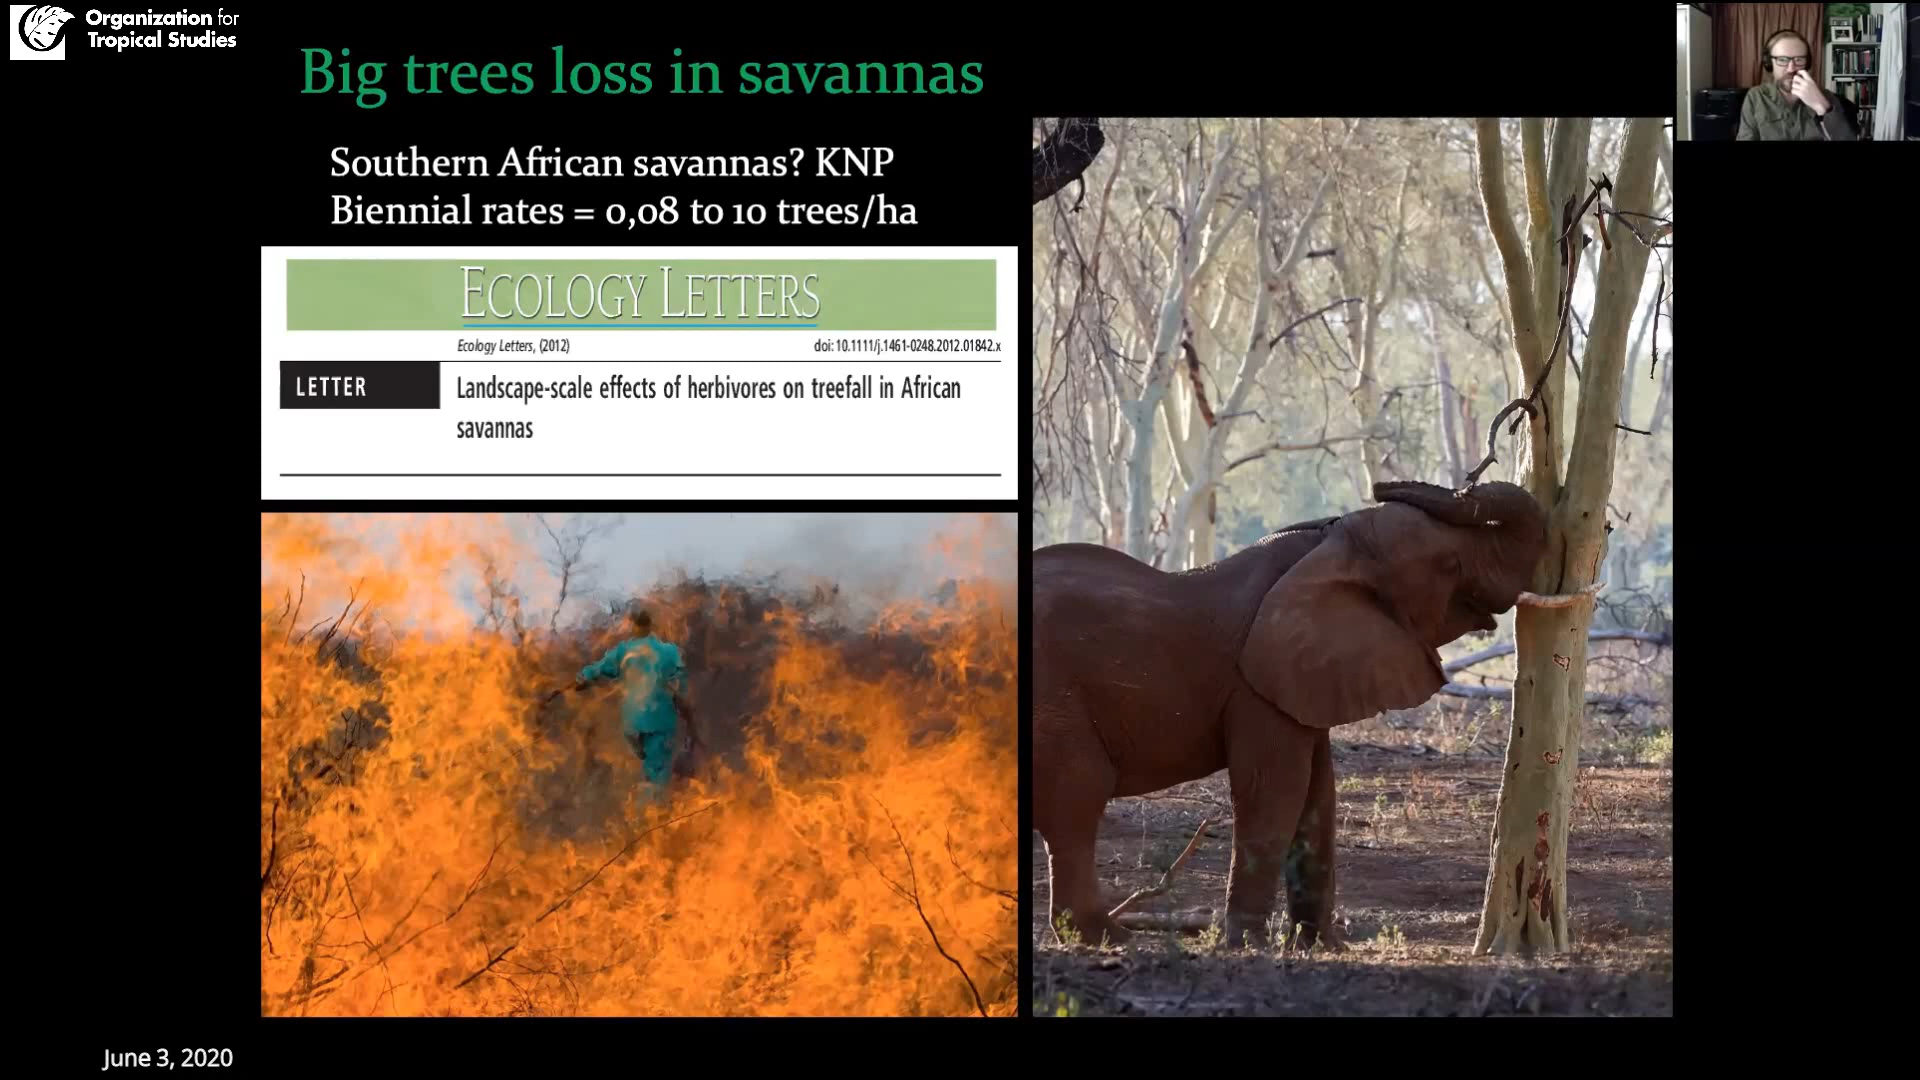 Organization for
Tropical Studies
Big trees loss in savannas
Southern African savannas? KNP
Biennial rates = 0,08 to 10 trees/ha
ECOLOGY LETTERS
Ecology Letters, (2012)
doi: 10.1111/j.1461-0248.2012.01842.x
LETTER
Landscape-scale effects of herbivores on treefall in African
savannas
June 3, 2020